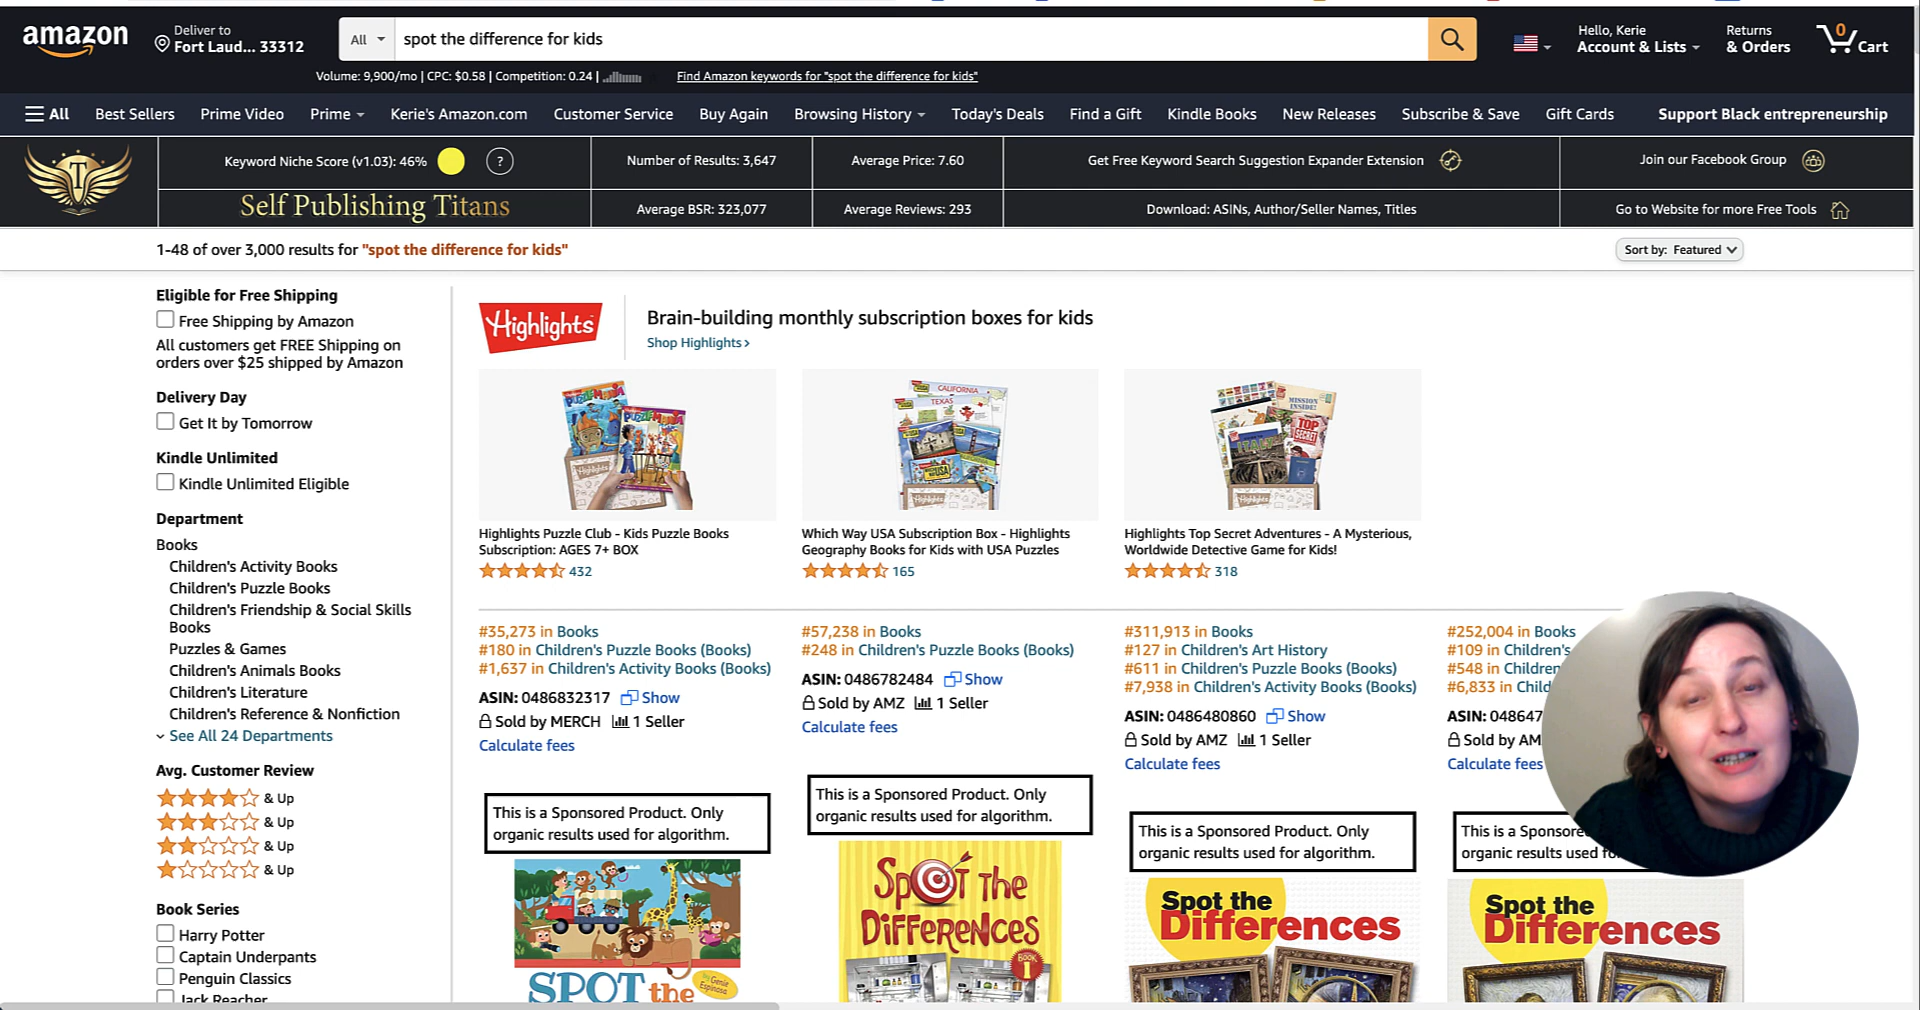 amazon
Deliver to
Fort Laud... 33312
All
spot the difference for kids
Hello, Kerie
Account & Lists
Returns
& Orders
0
Cart
Volume: 9,900/mo | CPC: $0.58 | Competition: 0.24 |
Find Amazon keywords for "spot the difference for kids"
All
Best Sellers
Prime Video
Prime
Kerie's Amazon.com
Customer Service
Buy Again
Browsing History
Today's Deals
Find a Gift
Kindle Books
New Releases
Subscribe & Save
Gift Cards
Support Black entrepreneurship
T
Keyword Niche Score (v1.03): 46%
?
Number of Results: 3,647
Average Price: 7.60
Get Free Keyword Search Suggestion Expander Extension
Join our Facebook Group
Self Publishing Titans
Average BSR: 323,077
Average Reviews: 293
Download: ASINs, Author/Seller Names, Titles
Go to Website for more Free Tools
1-48 of over 3,000 results for "spot the difference for kids"
Sort by: Featured
Eligible for Free Shipping
Free Shipping by Amazon
All customers get FREE Shipping on
orders over $25 shipped by Amazon
Delivery Day
Get It by Tomorrow
Kindle Unlimited
Kindle Unlimited Eligible
Department
Books
Children's Activity Books
Children's Puzzle Books
Children's Friendship & Social Skills
Books
Puzzles & Games
Children's Animals Books
Children's Literature
Children's Reference & Nonfiction
See All 24 Departments
Avg. Customer Review
& Up
& Up
& Up
& Up
Book Series
Harry Potter
Captain Underpants
Penguin Classics
Jack Reacher
Highlights
Brain-building monthly subscription boxes for kids
Shop Highlights ›
PUZZLEMANIA
PUZZLEMANIA
Highlights
CALIFORNIA
TEXAS
USA
MISSION
INSIDE!
TOP
SECRET
Highlights Puzzle Club - Kids Puzzle Books
Subscription: AGES 7+ BOX
432
Which Way USA Subscription Box - Highlights
Geography Books for Kids with USA Puzzles
165
Highlights Top Secret Adventures - A Mysterious,
Worldwide Detective Game for Kids!
318
#35,273 in Books
#180 in Children's Puzzle Books (Books)
#1,637 in Children's Activity Books (Books)
ASIN: 0486832317 Show
Sold by MERCH 1 Seller
Calculate fees
This is a Sponsored Product. Only
organic results used for algorithm.
SPOT the
By Genie
Espinosa
#57,238 in Books
#248 in Children's Puzzle Books (Books)
ASIN: 0486782484 Show
Sold by AMZ 1 Seller
Calculate fees
This is a Sponsored Product. Only
organic results used for algorithm.
SPOT THE
DIFFERENCES
BOOK
1
#311,913 in Books
#127 in Children's Art History
#611 in Children's Puzzle Books (Books)
#7,938 in Children's Activity Books (Books)
ASIN: 0486480860 Show
Sold by AMZ 1 Seller
Calculate fees
This is a Sponsored Product. Only
organic results used for algorithm.
Spot the
Differences
#252,004 in Books
#109 in Children's
#548 in Children
#6,833 in Child
ASIN: 048647
Sold by AM
Calculate fees
This is a Sponsore
organic results used fo
Spot the
Differences